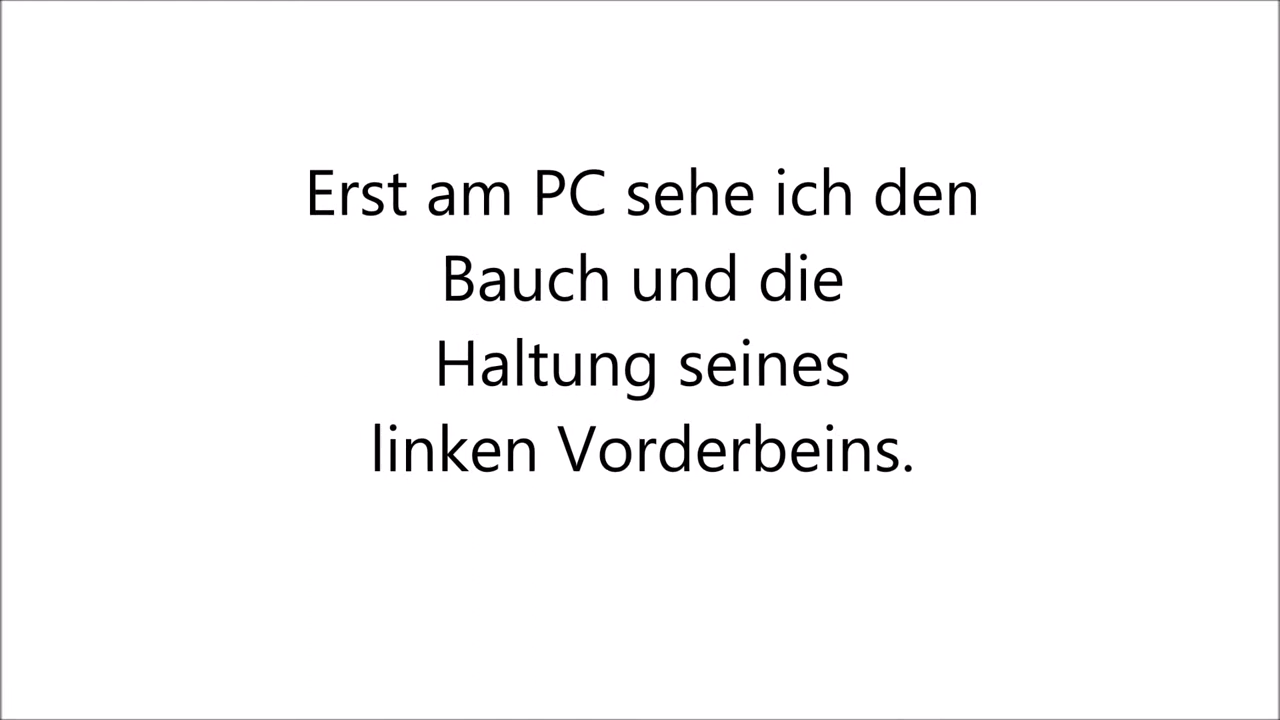 Erst am PC sehe ich den
Bauch und die
Haltung seines
linken Vorderbeins.